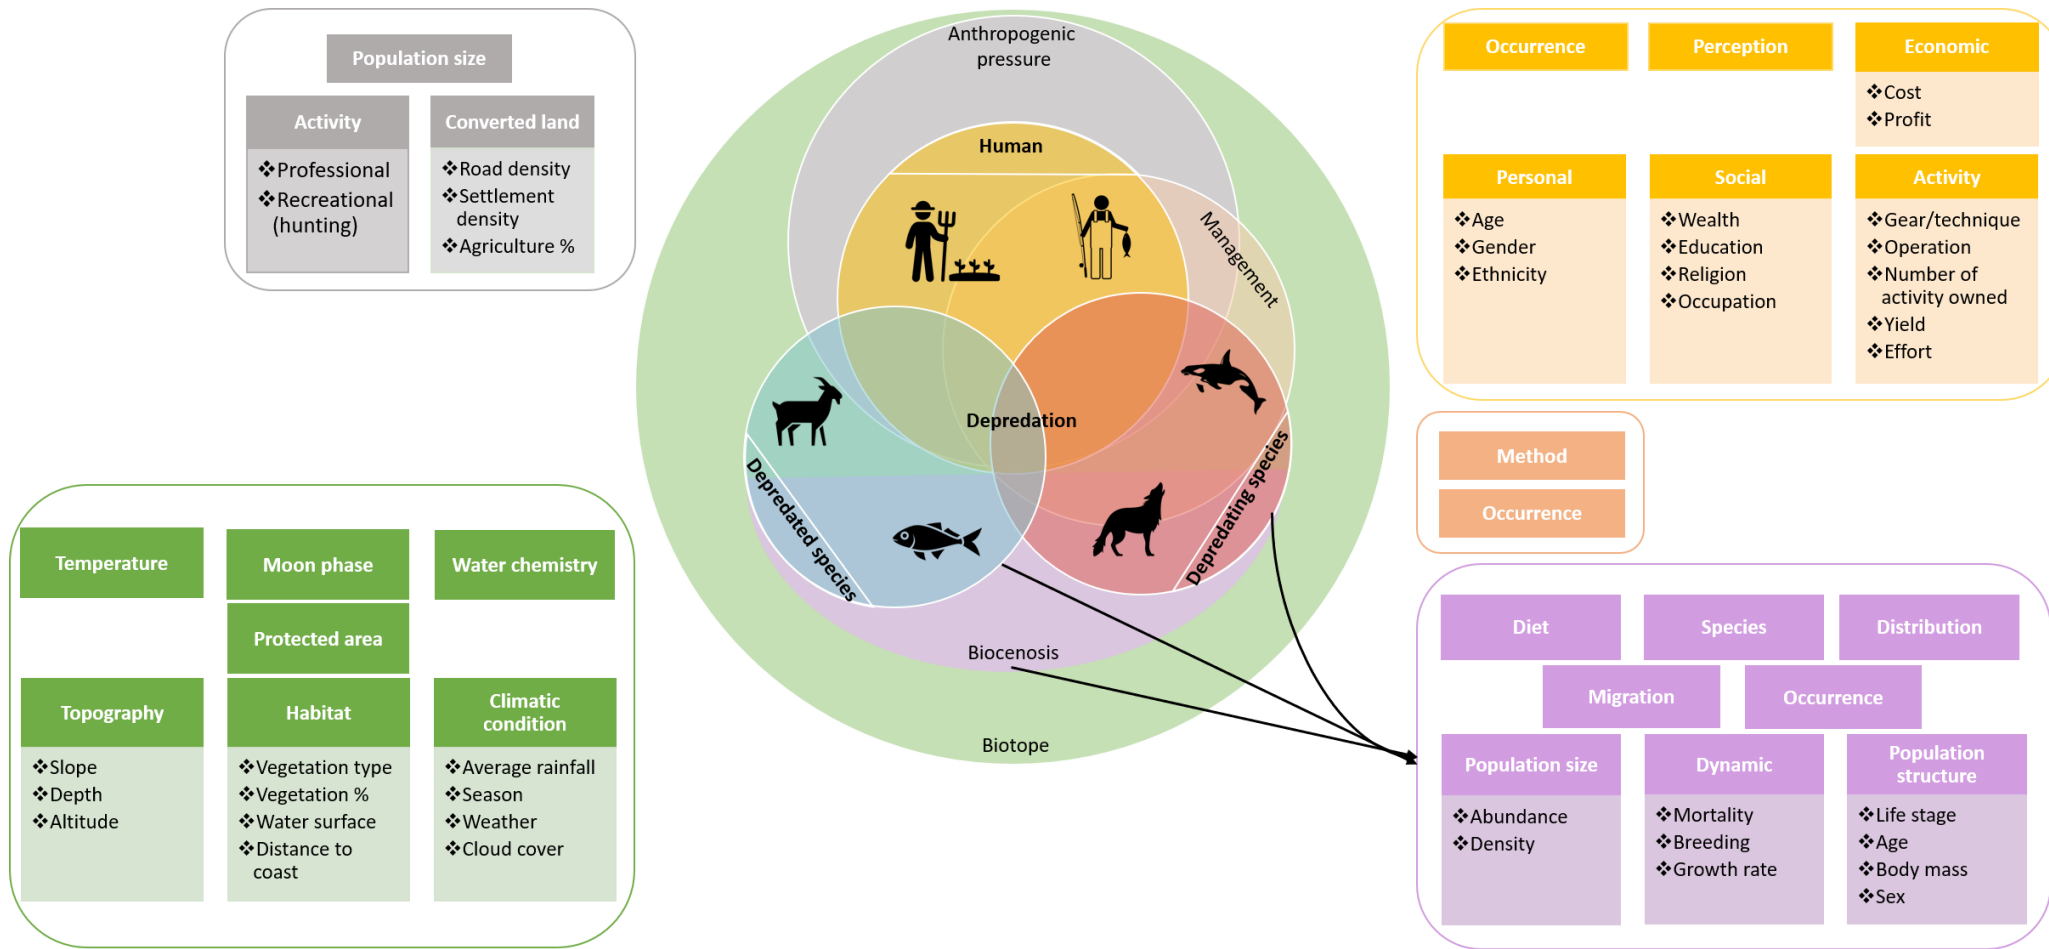 Population size
Activity
❖Professional
❖Recreational
(hunting)
Converted land
❖Road density
❖Settlement
density
❖Agriculture %
Anthropogenic
pressure
Human
Management
Depredation
Depredated species
Depredating species
Biocenosis
Biotope
Occurrence
Perception
Economic
❖Cost
❖Profit
Personal
❖Age
❖Gender
❖Ethnicity
Social
❖Wealth
❖Education
❖Religion
❖Occupation
Activity
❖Gear/technique
❖Operation
❖Number of
activity owned
❖Yield
❖Effort
Method
Occurrence
Temperature
Moon phase
Water chemistry
Protected area
Topography
❖Slope
❖Depth
❖Altitude
Habitat
❖Vegetation type
❖Vegetation %
❖Water surface
❖Distance to
coast
Climatic
condition
❖Average rainfall
❖Season
❖Weather
❖Cloud cover
Diet
Species
Distribution
Migration
Occurrence
Population size
❖Abundance
❖Density
Dynamic
❖Mortality
❖Breeding
❖Growth rate
Population
structure
❖Life stage
❖Age
❖Body mass
❖Sex